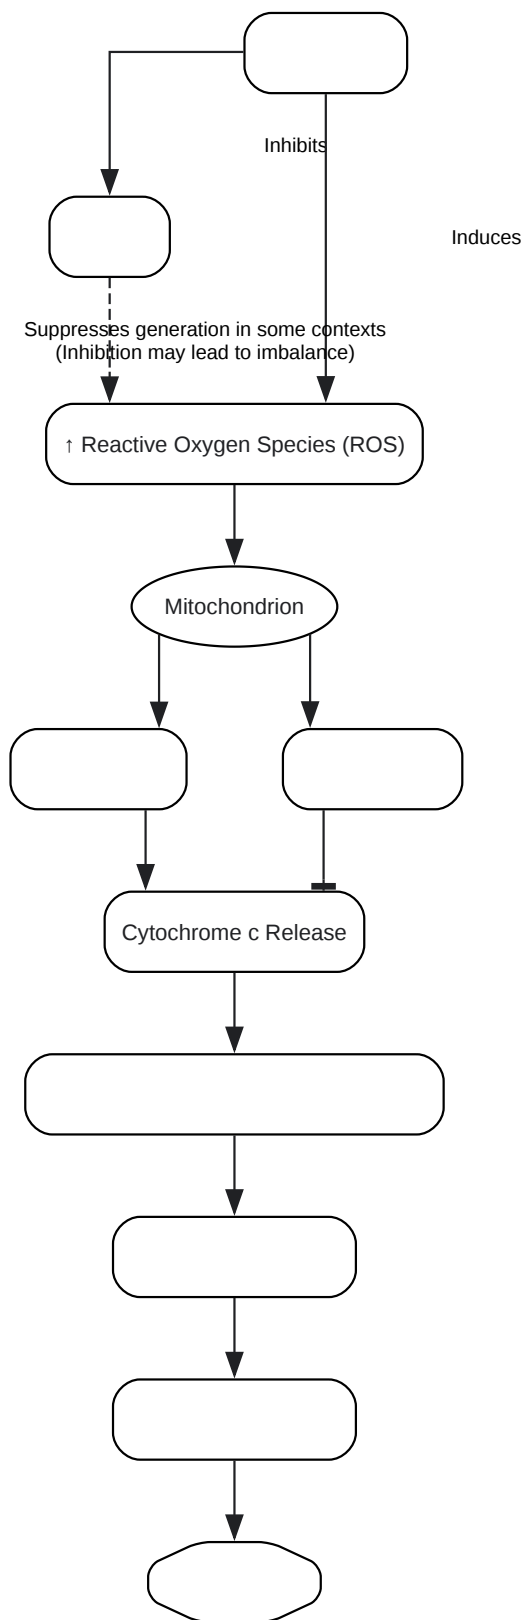 Inhibits
Induces
Suppresses generation in some contexts
(Inhibition may lead to imbalance)
↑ Reactive Oxygen Species (ROS)
Mitochondrion
Cytochrome c Release